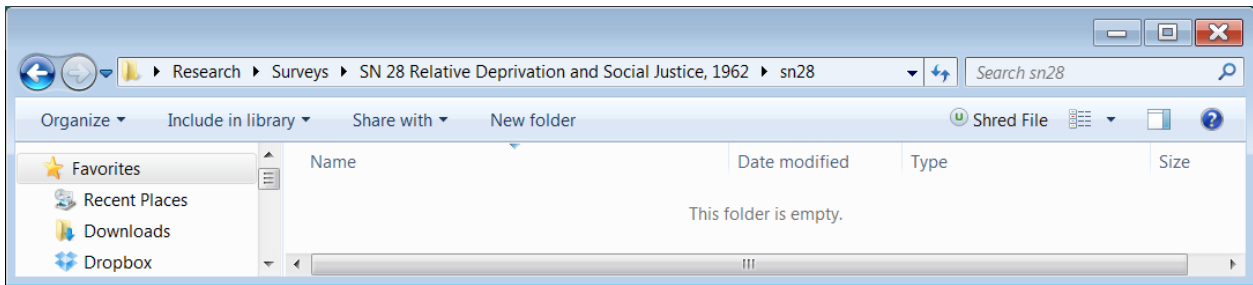 Research Surveys SN 28 Relative Deprivation and Social Justice, 1962 sn28 Search sn28
Organize Include in library Share with New folder Shred File
Favorites
Recent Places
Downloads
Dropbox
Name Date modified Type Size
This folder is empty.